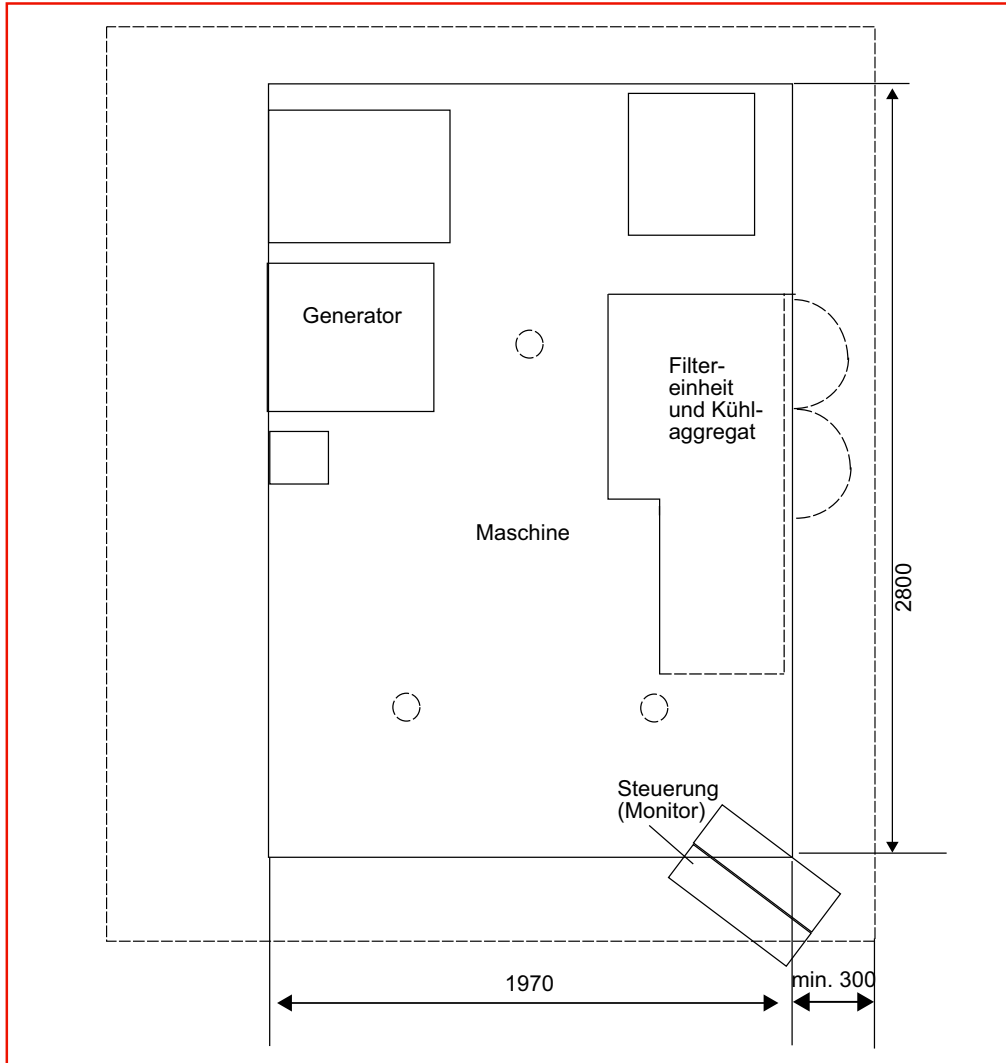 Generator
Filter-
einheit
und Kühl-
aggregat
Maschine
2800
Steuerung
(Monitor)
1970
min. 300